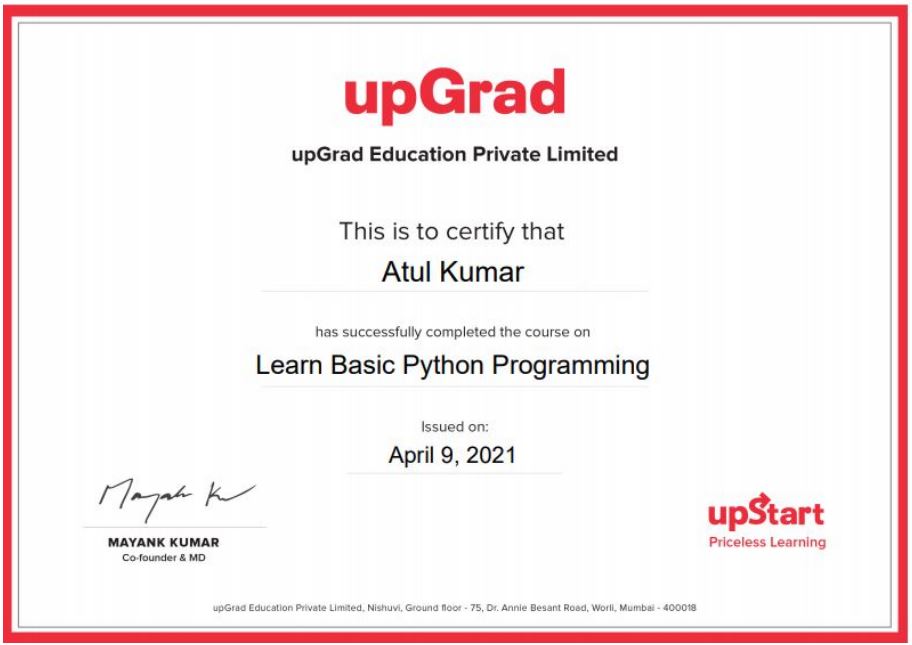 upGrad
upGrad Education Private Limited
This is to certify that
Atul Kumar
has successfully completed the course on
Learn Basic Python Programming
Issued on:
April 9, 2021
MAYANK KUMAR
Co-founder & MD
upStart
Priceless Learning
upGrad Education Private Limited, Nishuvi, Ground floor - 75, Dr. Annie Besant Road, Worli, Mumbai - 400018